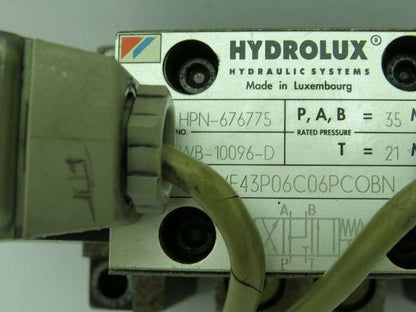 HYDROLUX®
HYDRAULIC SYSTEMS
Made in Luxembourg
HPN-676775 P, A, B = 35
NO. RATED PRESSURE
WB-10096-D T = 21
E43P06C06PCOBN
A B
P T